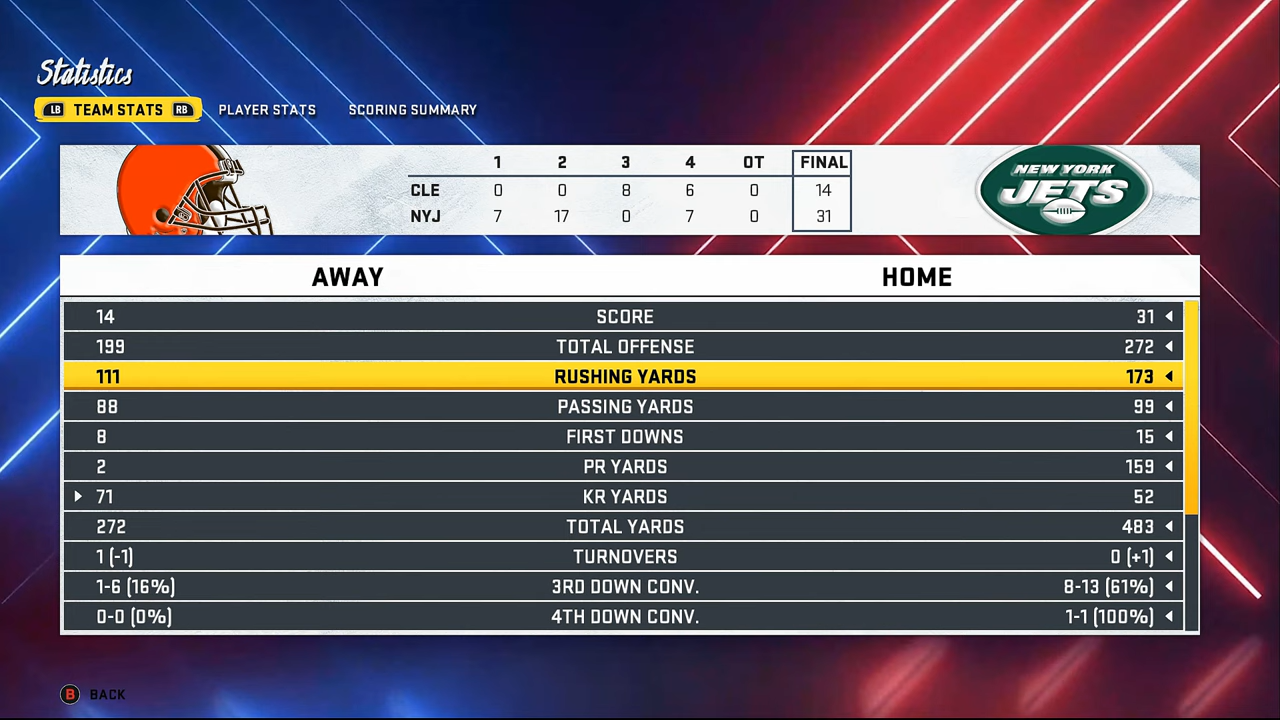 Statistics
LB TEAM STATS RB PLAYER STATS SCORING SUMMARY
1 2 3 4 OT FINAL
CLE 0 0 8 6 0 14
NYJ 7 17 0 7 0 31
NEW YORK
JETS
AWAY HOME
14 SCORE 31
199 TOTAL OFFENSE 272
111 RUSHING YARDS 173
88 PASSING YARDS 99
8 FIRST DOWNS 15
2 PR YARDS 159
71 KR YARDS 52
272 TOTAL YARDS 483
1 (-1) TURNOVERS 0 (+1)
1-6 (16%) 3RD DOWN CONV. 8-13 (61%)
0-0 (0%) 4TH DOWN CONV. 1-1 (100%)
B BACK